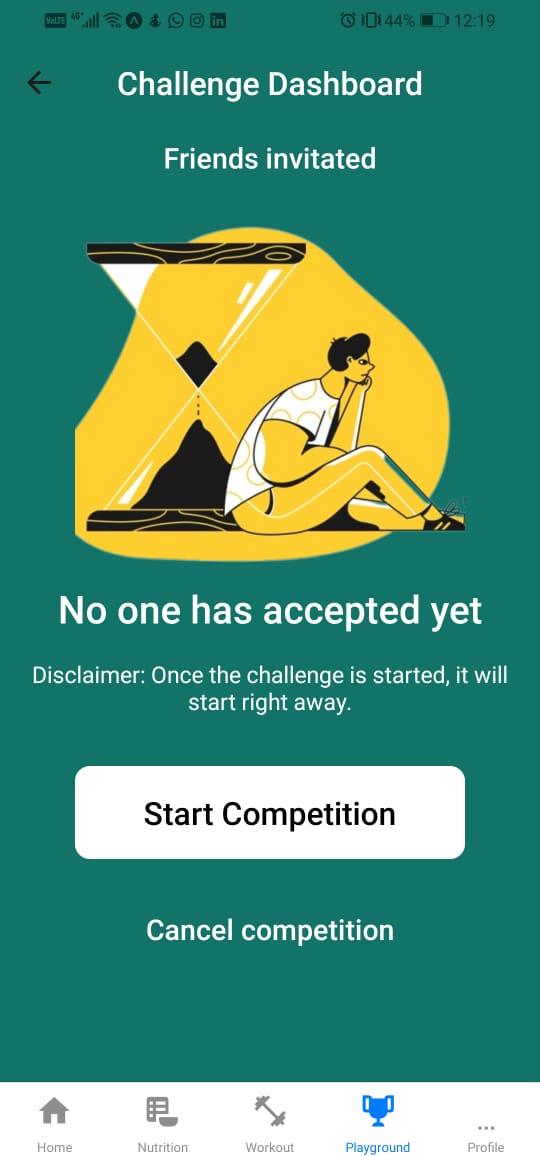 VoLTE 4G+ 44% 12:19
Challenge Dashboard
Friends invitated
No one has accepted yet
Disclaimer: Once the challenge is started, it will
start right away.
Start Competition
Cancel competition
Home Nutrition Workout Playground Profile